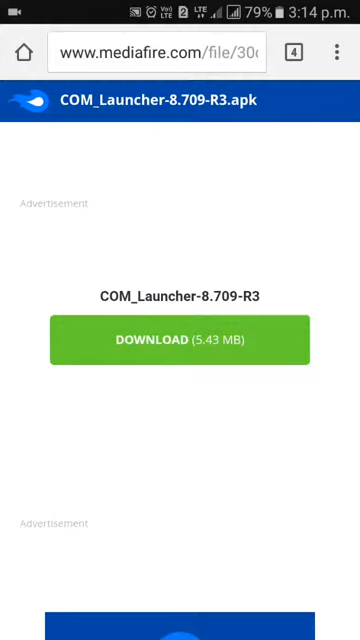 79% 3:14 p.m.
www.mediafire.com/file/30
4
COM_Launcher-8.709-R3.apk
Advertisement
COM_Launcher-8.709-R3
DOWNLOAD (5.43 MB)
Advertisement